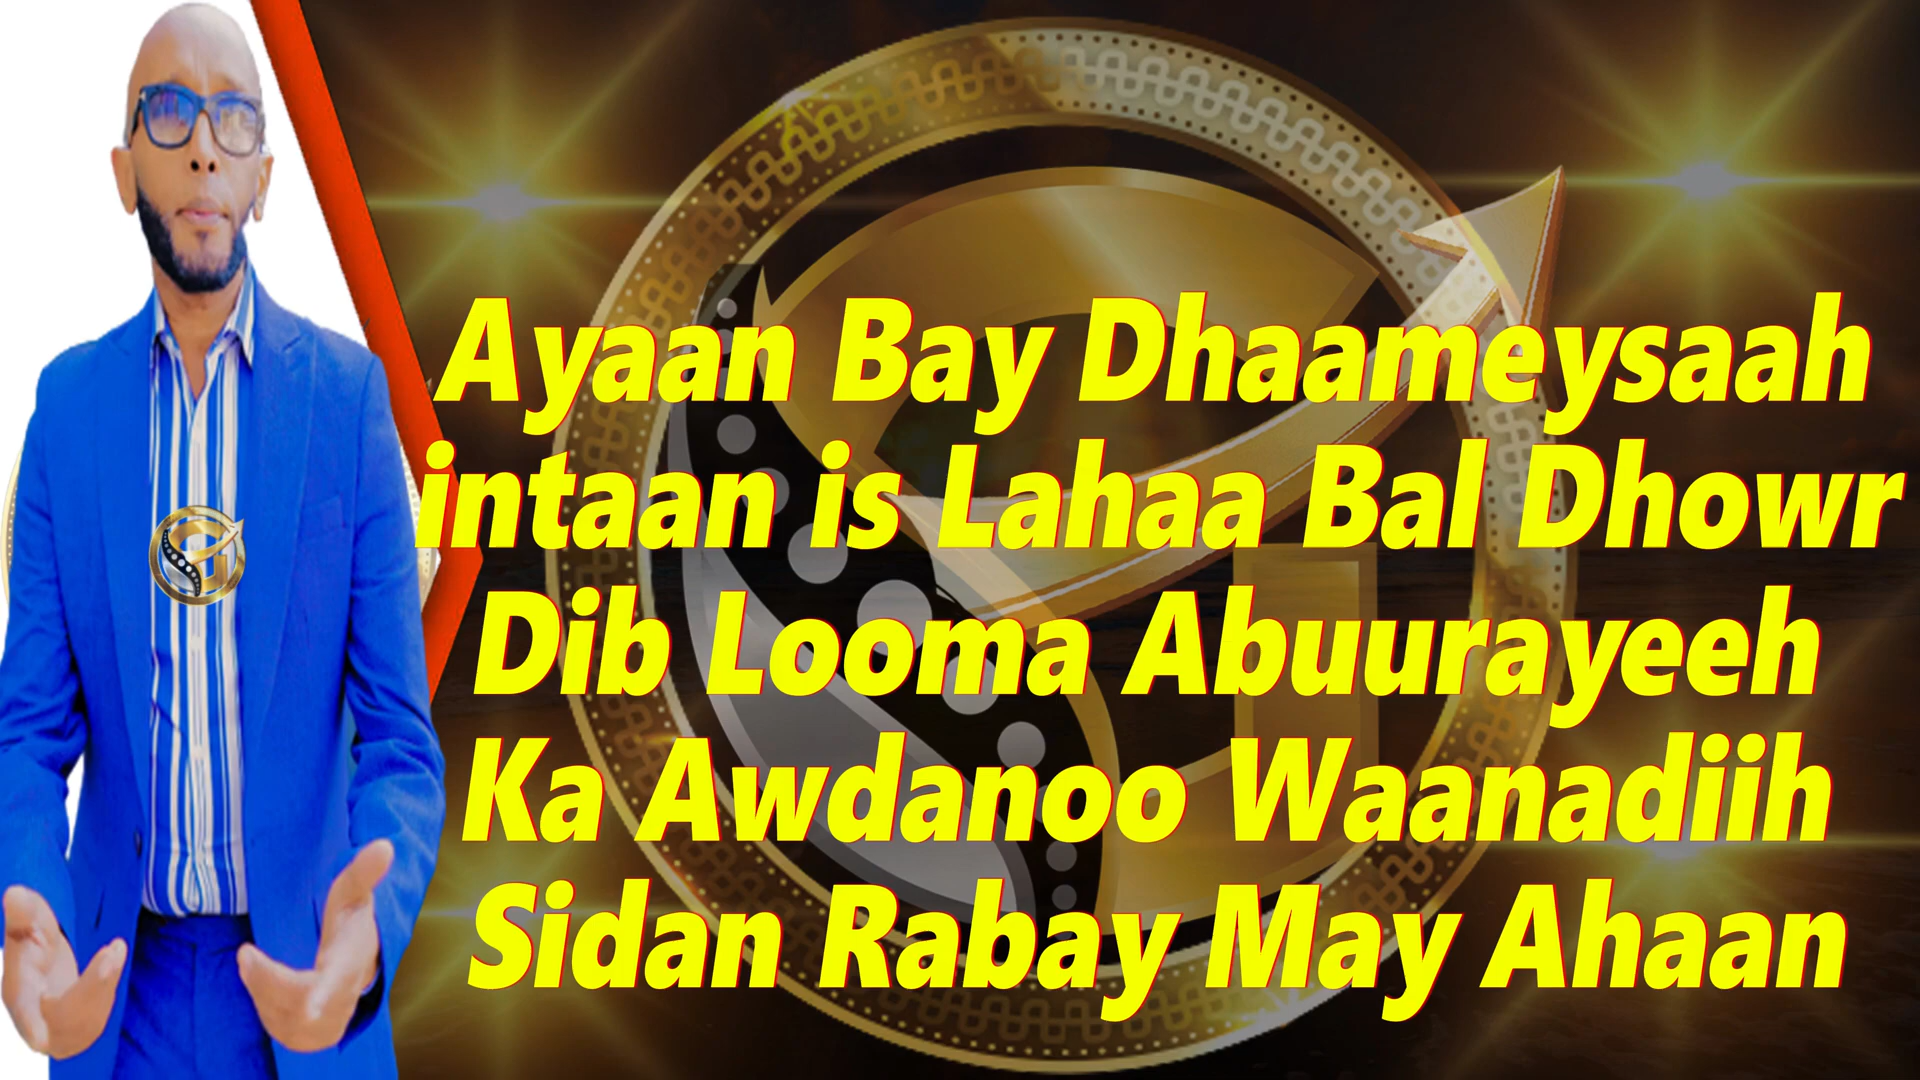 Ayaan Bay Dhaameysaah
intaan is Lahaa Bal Dhowr
Dib Looma Abuurayeeh
Ka Awdanoo Waanadiih
Sidan Rabay May Ahaan